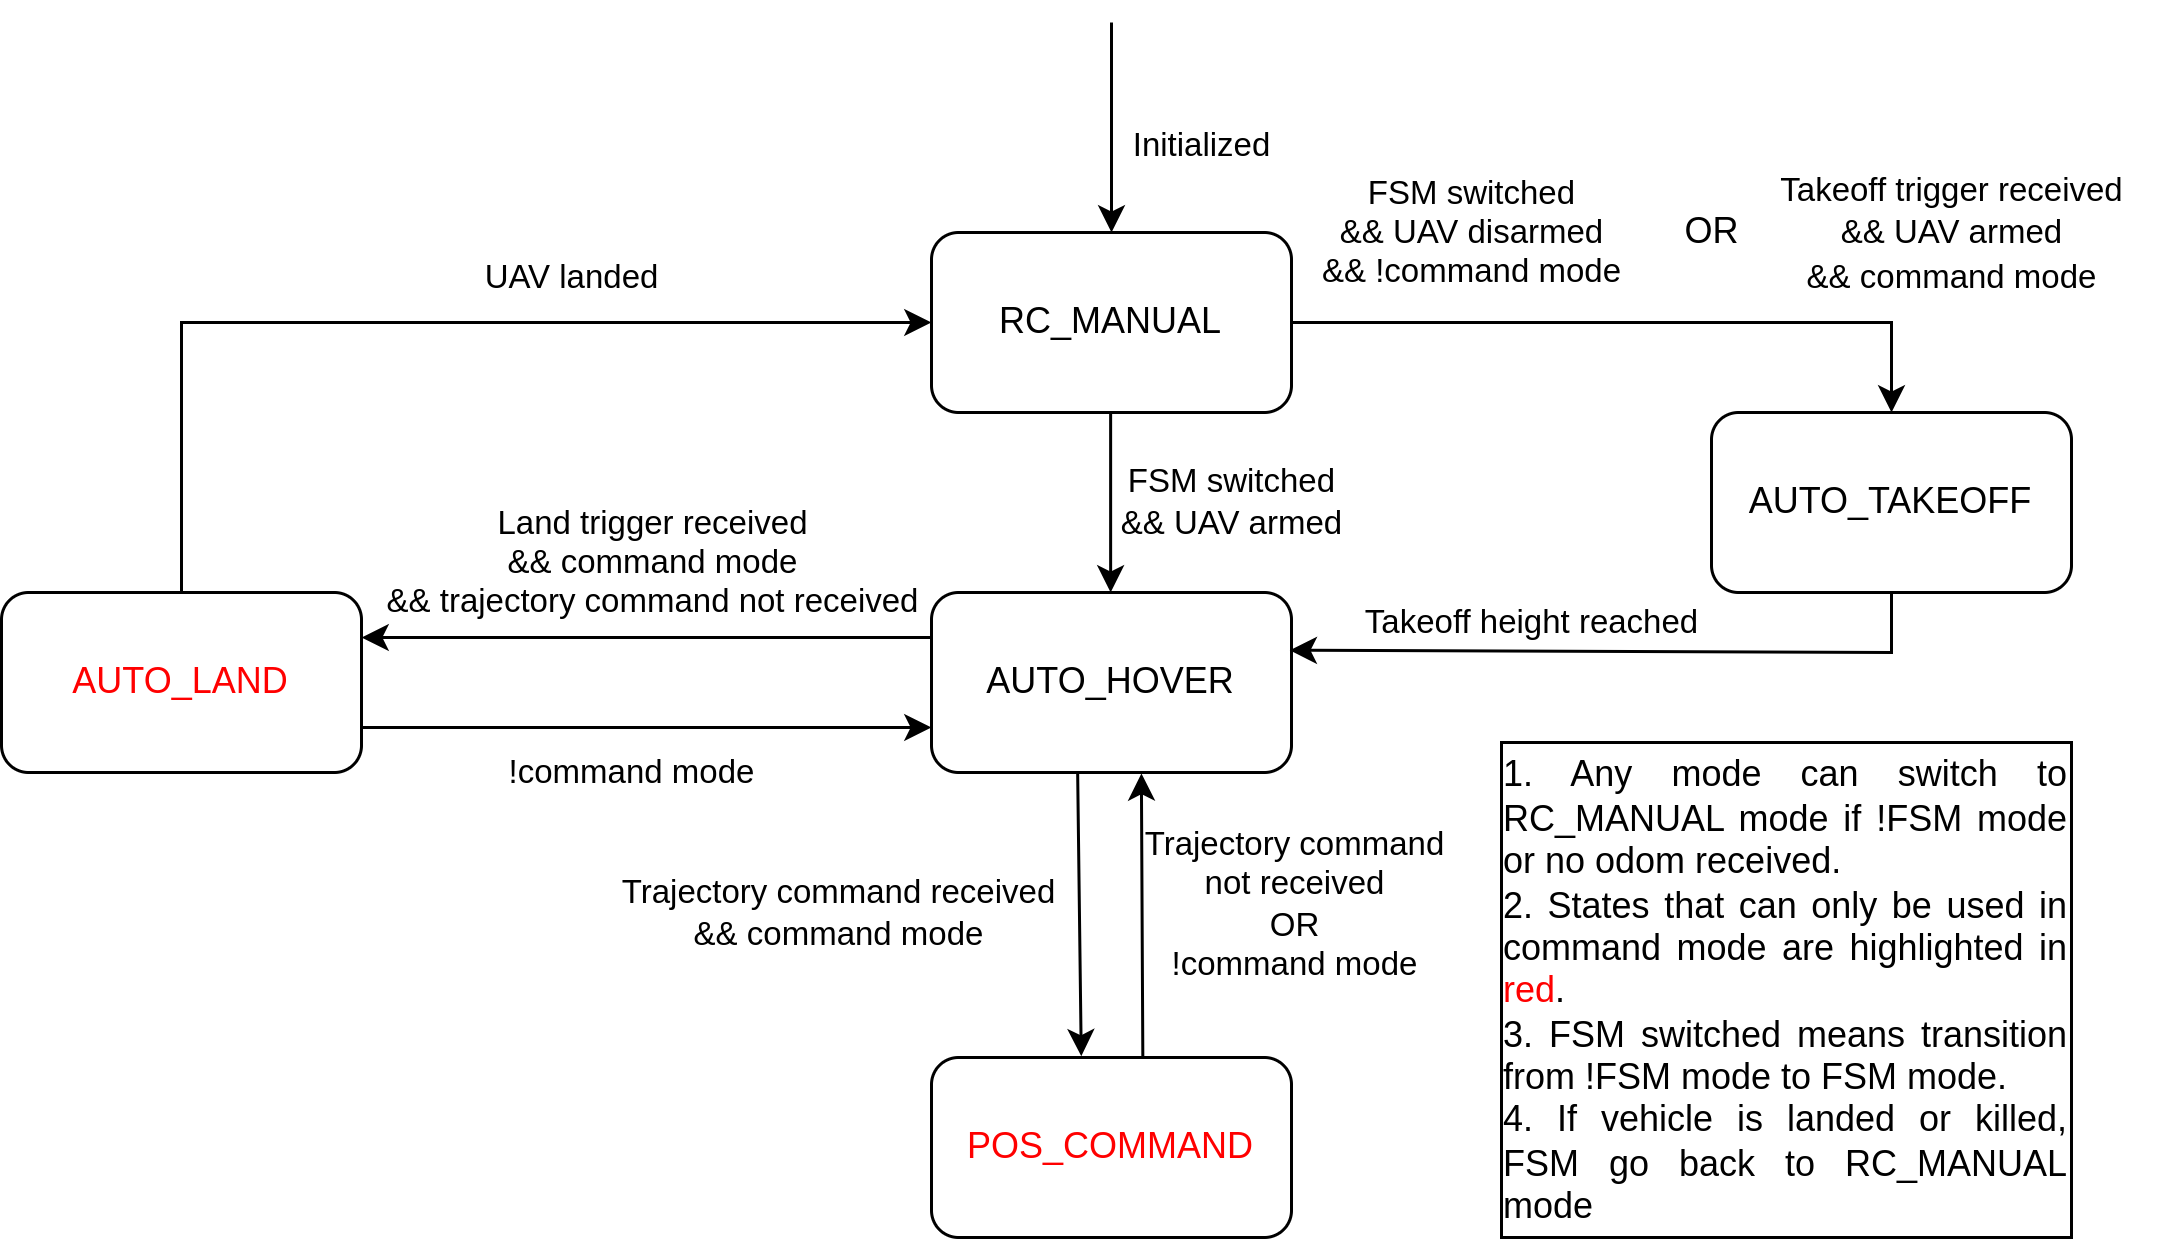 Initialized
FSM switched
&& UAV disarmed
&& !command mode
OR
Takeoff trigger received
&& UAV armed
&& command mode
UAV landed
RC_MANUAL
FSM switched
&& UAV armed
AUTO_TAKEOFF
Land trigger received
&& command mode
&& trajectory command not received
Takeoff height reached
AUTO_LAND
AUTO_HOVER
!command mode
Trajectory command received
&& command mode
Trajectory command
not received
OR
!command mode
POS_COMMAND
1. Any mode can switch to
RC_MANUAL mode if !FSM mode
or no odom received.
2. States that can only be used in
command mode are highlighted in
red.
3. FSM switched means transition
from !FSM mode to FSM mode.
4. If vehicle is landed or killed,
FSM go back to RC_MANUAL
mode